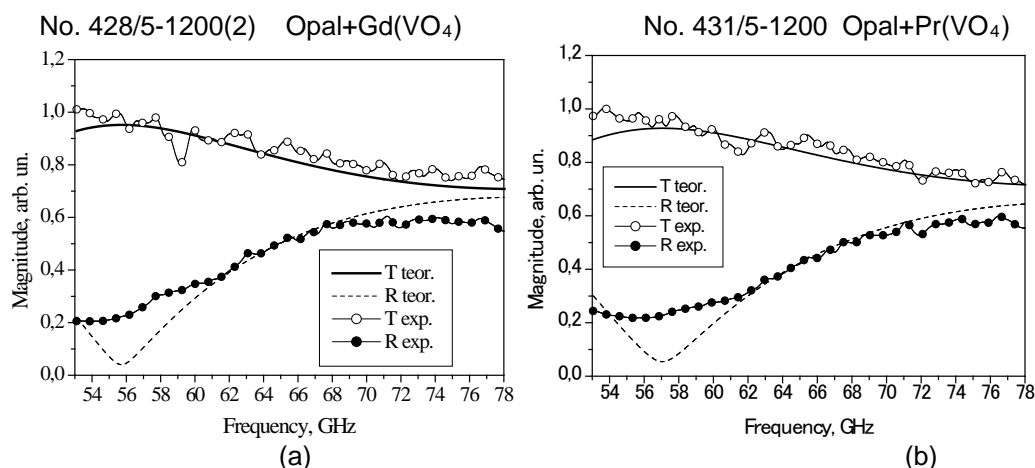 No. 428/5-1200(2) Opal+Gd(VO₄)
No. 431/5-1200 Opal+Pr(VO₄)
1,2
1,0
0,8
0,6
0,4
0,2
0,0
Magnitude, arb. un.
T teor.
R teor.
T exp.
R exp.
54 56 58 60 62 64 66 68 70 72 74 76 78
Frequency, GHz
(a)
1,2
1,0
0,8
0,6
0,4
0,2
0,0
Magnitude, arb. un.
T teor.
R teor.
T exp.
R exp.
54 56 58 60 62 64 66 68 70 72 74 76 78
Frequency, GHz
(b)